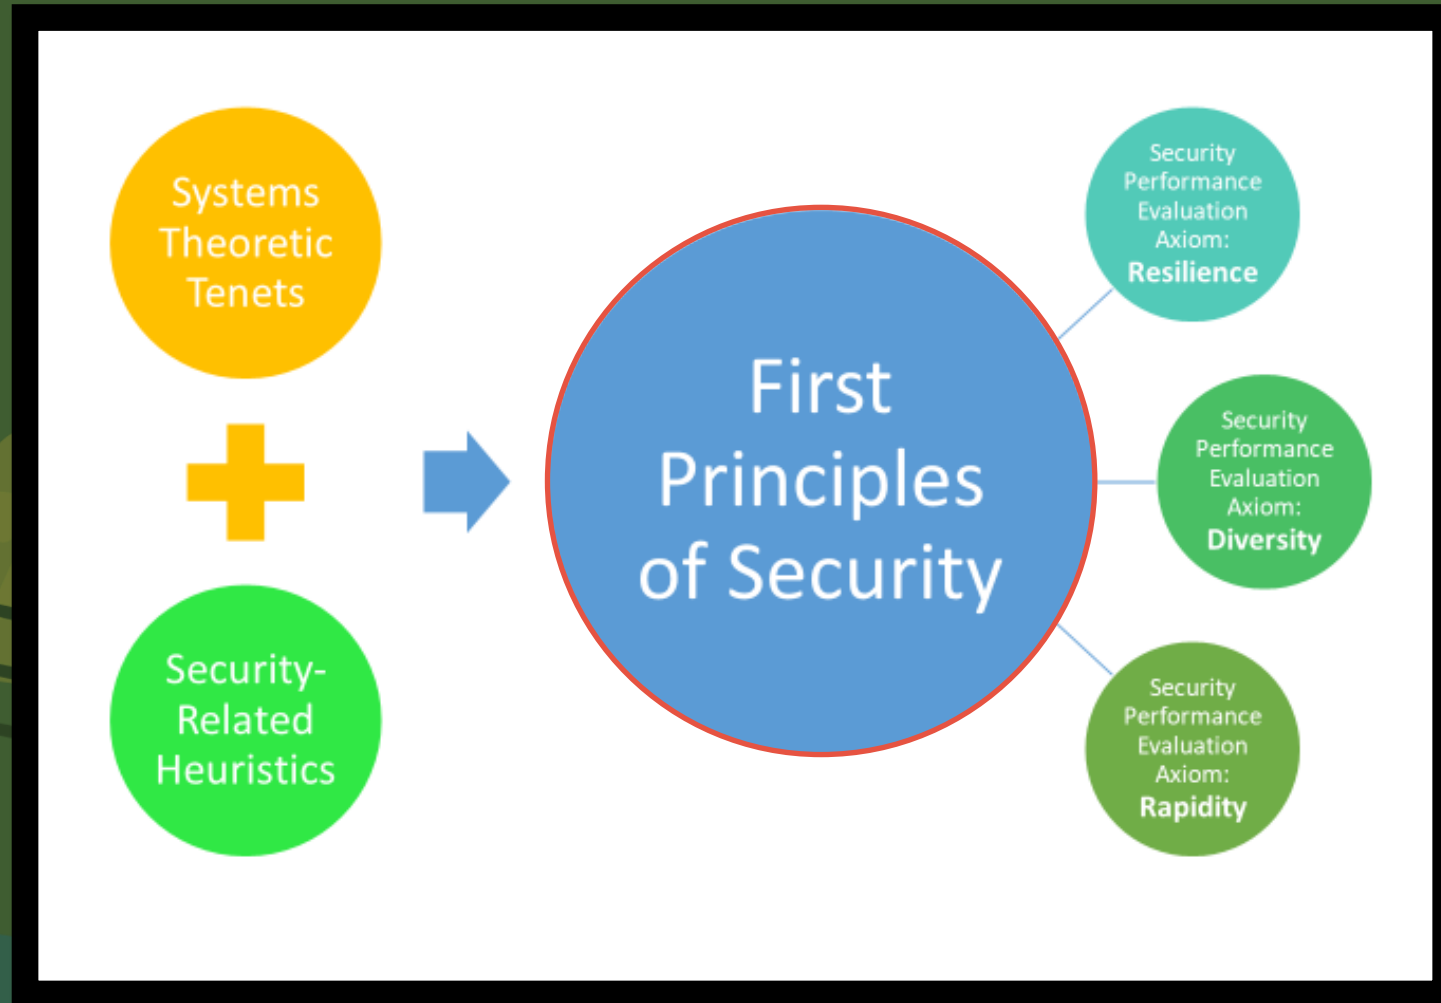 Systems
Theoretic
Tenets
Security-
Related
Heuristics
First
Principles
of Security
Security
Performance
Evaluation
Axiom:
Resilience
Security
Performance
Evaluation
Axiom:
Diversity
Security
Performance
Evaluation
Axiom:
Rapidity